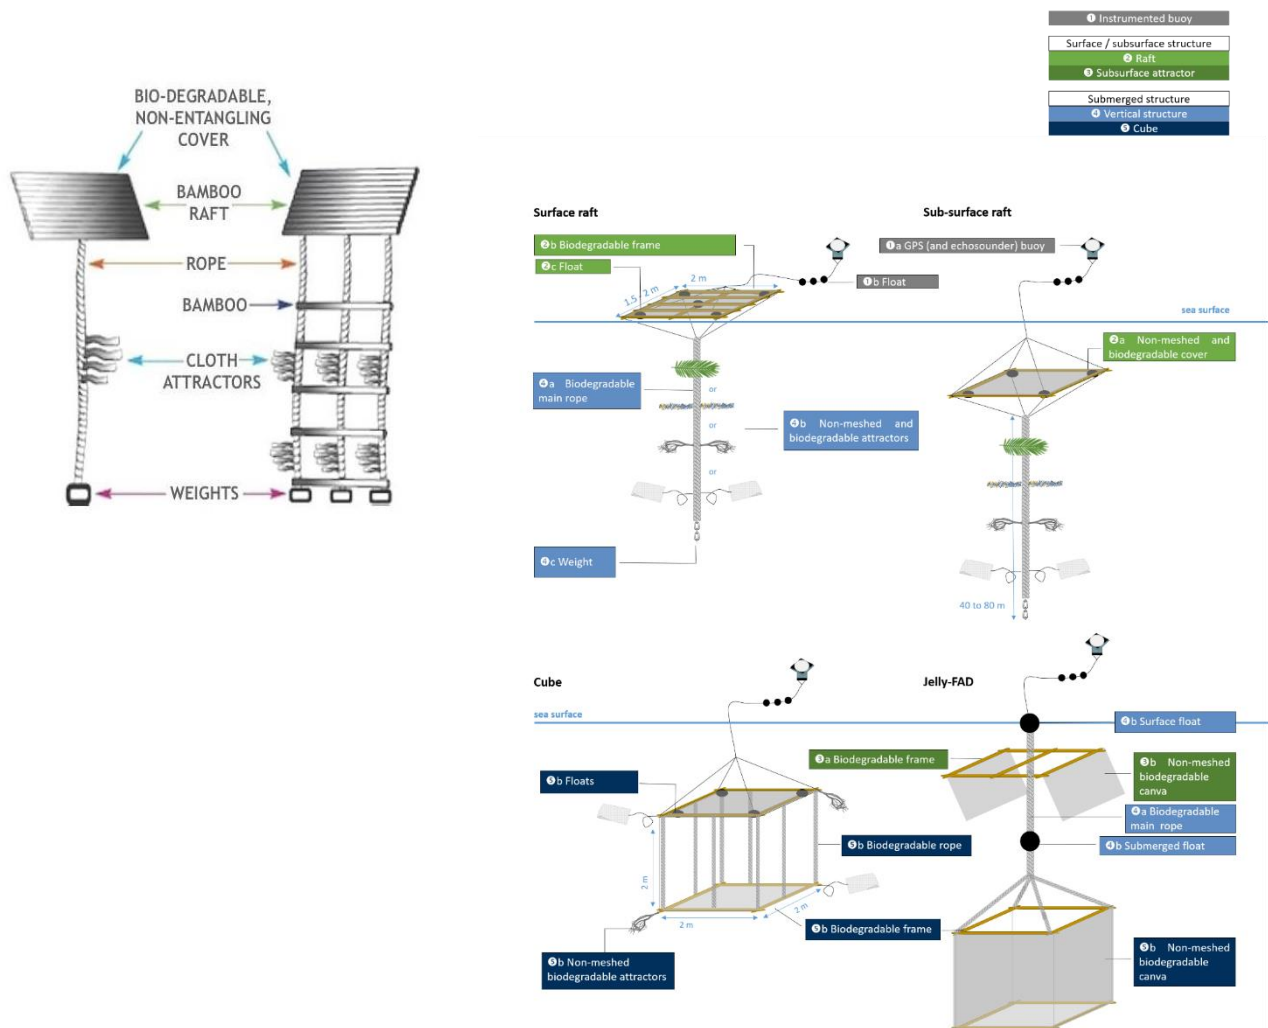 BIO-DEGRADABLE,
NON-ENTANGLING
COVER
BAMBOO
RAFT
ROPE
BAMBOO
CLOTH
ATTRACTORS
WEIGHTS
❶ Instrumented buoy
Surface / subsurface structure
❷ Raft
❸ Subsurface attractor
Submerged structure
❹ Vertical structure
❺ Cube
Surface raft
❷b Biodegradable frame
❷c Float
1.5 - 2 m
2 m
❶b Float
❹a Biodegradable
main rope
or
or
or
❹b Non-meshed and
biodegradable attractors
❹c Weight
Sub-surface raft
❶a GPS (and echosounder) buoy
sea surface
❷a Non-meshed and
biodegradable cover
40 to 80 m
Cube
sea surface
❺b Floats
2 m
2 m
2 m
❺b Biodegradable rope
❺b Biodegradable frame
❺b Non-meshed
biodegradable attractors
Jelly-FAD
❹b Surface float
❸a Biodegradable frame
❸b Non-meshed
biodegradable
canva
❹a Biodegradable
main rope
❹b Submerged float
❺b Non-meshed
biodegradable
canva